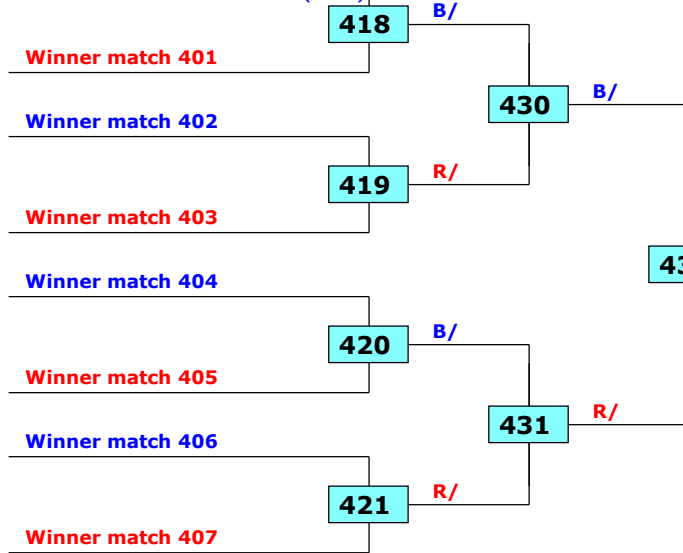 418
B/
Winner match 401
430
B/
Winner match 402
419
R/
Winner match 403
Winner match 404
420
B/
Winner match 405
431
R/
Winner match 406
421
R/
Winner match 407